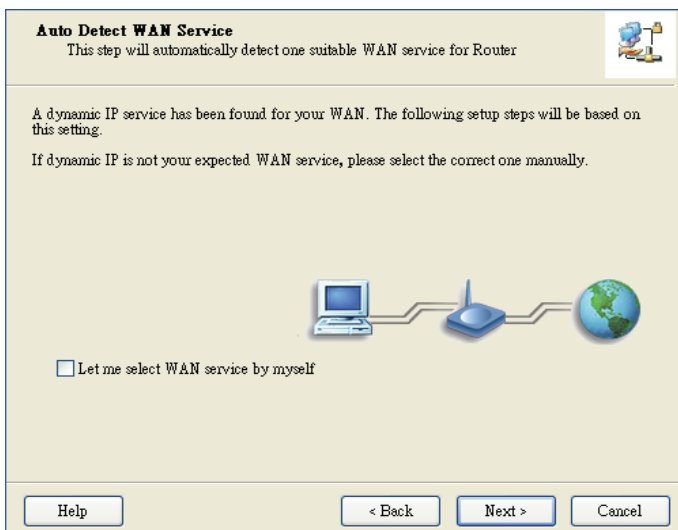 Auto Detect WAN Service
This step will automatically detect one suitable WAN service for Router
A dynamic IP service has been found for your WAN. The following setup steps will be based on
this setting.
If dynamic IP is not your expected WAN service, please select the correct one manually.
Let me select WAN service by myself
Help
< Back
Next >
Cancel